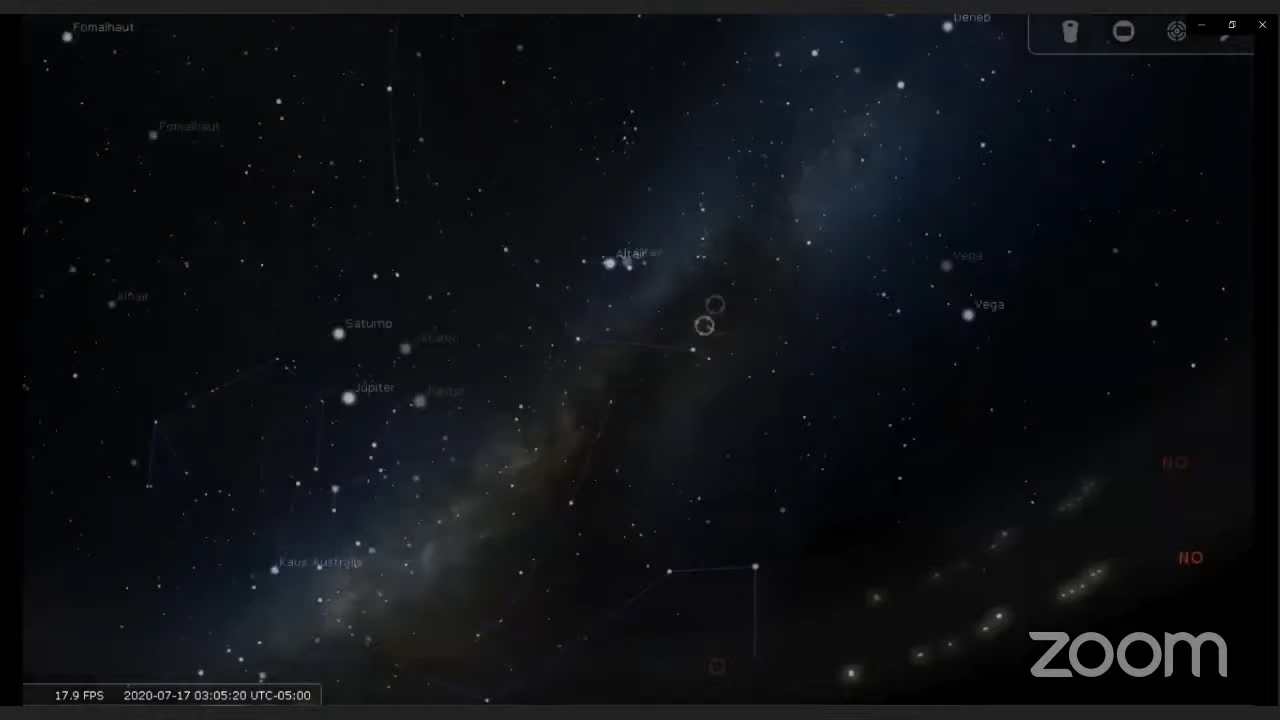 Fomalhaut
Deneb
Fomalhaut
Altair
Vega
Altair
Vega
Saturno
Júpiter
NO
NO
Kaus Australis
zoom
17.9 FPS 2020-07-17 03:05:20 UTC-05:00